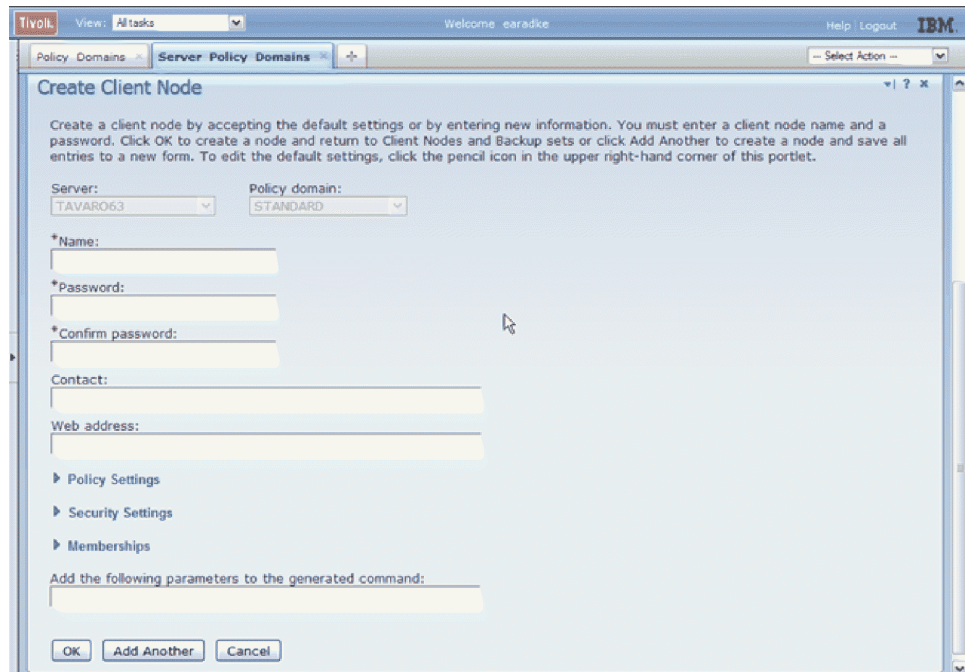 Tivoli. View: All tasks Welcome earadke Help Logout IBM.
Policy Domains × Server Policy Domains × -- Select Action --
Create Client Node ?
Create a client node by accepting the default settings or by entering new information. You must enter a client node name and a
password. Click OK to create a node and return to Client Nodes and Backup sets or click Add Another to create a node and save all
entries to a new form. To edit the default settings, click the pencil icon in the upper right-hand corner of this portlet.
Server: Policy domain:
TAVARO63 STANDARD
*Name:
*Password:
*Confirm password:
Contact:
Web address:
Policy Settings
Security Settings
Memberships
Add the following parameters to the generated command:
OK Add Another Cancel